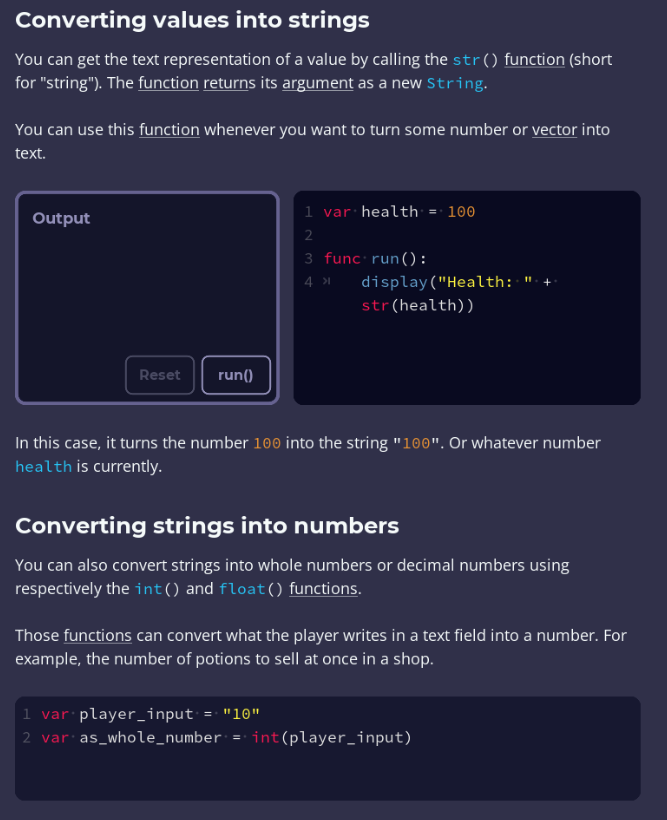 Converting values into strings
You can get the text representation of a value by calling the str() function (short
for "string"). The function returns its argument as a new String.
You can use this function whenever you want to turn some number or vector into
text.
Output
Reset
run()
1 var health = 100
2
3 func run():
4 display("Health: " +
str(health))
In this case, it turns the number 100 into the string "100". Or whatever number
health is currently.
Converting strings into numbers
You can also convert strings into whole numbers or decimal numbers using
respectively the int() and float() functions.
Those functions can convert what the player writes in a text field into a number. For
example, the number of potions to sell at once in a shop.
1 var player_input = "10"
2 var as_whole_number = int(player_input)